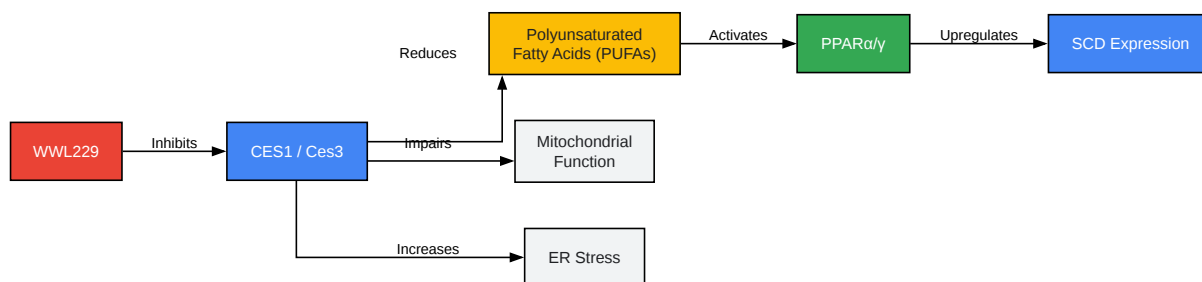 Polyunsaturated
Fatty Acids (PUFAs)
Activates
PPARα/γ
Upregulates
SCD Expression
Reduces
WWL229
Inhibits
CES1 / Ces3
Impairs
Mitochondrial
Function
Increases
ER Stress